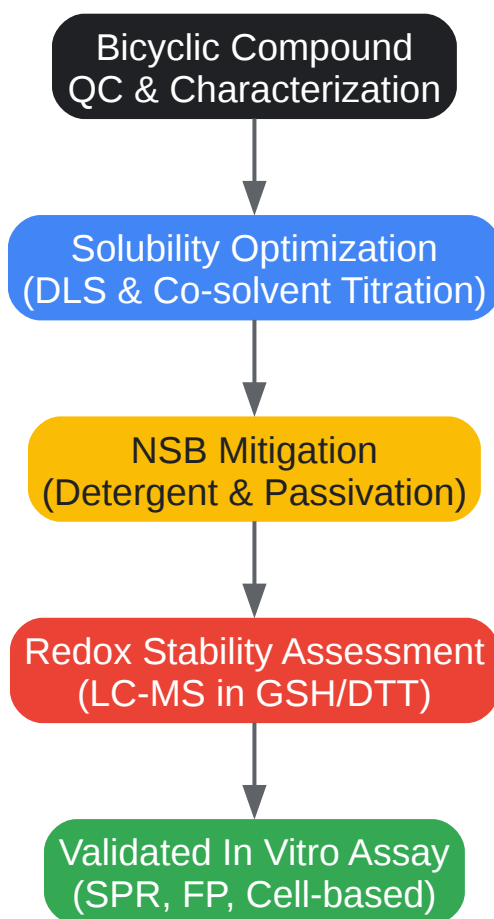 Bicyclic Compound
QC & Characterization
Solubility Optimization
(DLS & Co-solvent Titration)
NSB Mitigation
(Detergent & Passivation)
Redox Stability Assessment
(LC-MS in GSH/DTT)
Validated In Vitro Assay
(SPR, FP, Cell-based)